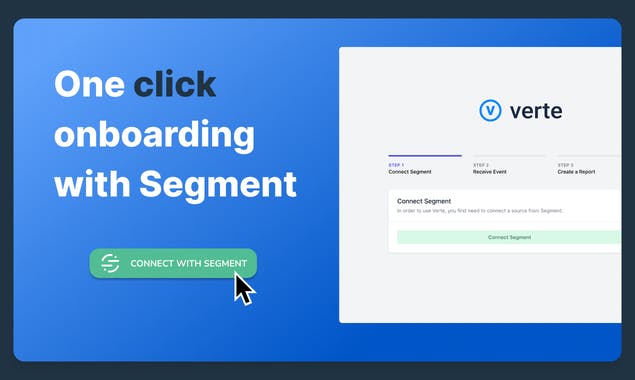 One click
onboarding
with Segment
CONNECT WITH SEGMENT
verte
STEP 1
Connect Segment
STEP 2
Receive Event
STEP 3
Create a Report
Connect Segment
In order to use Verte, you first need to connect a source from Segment.
Connect Segment